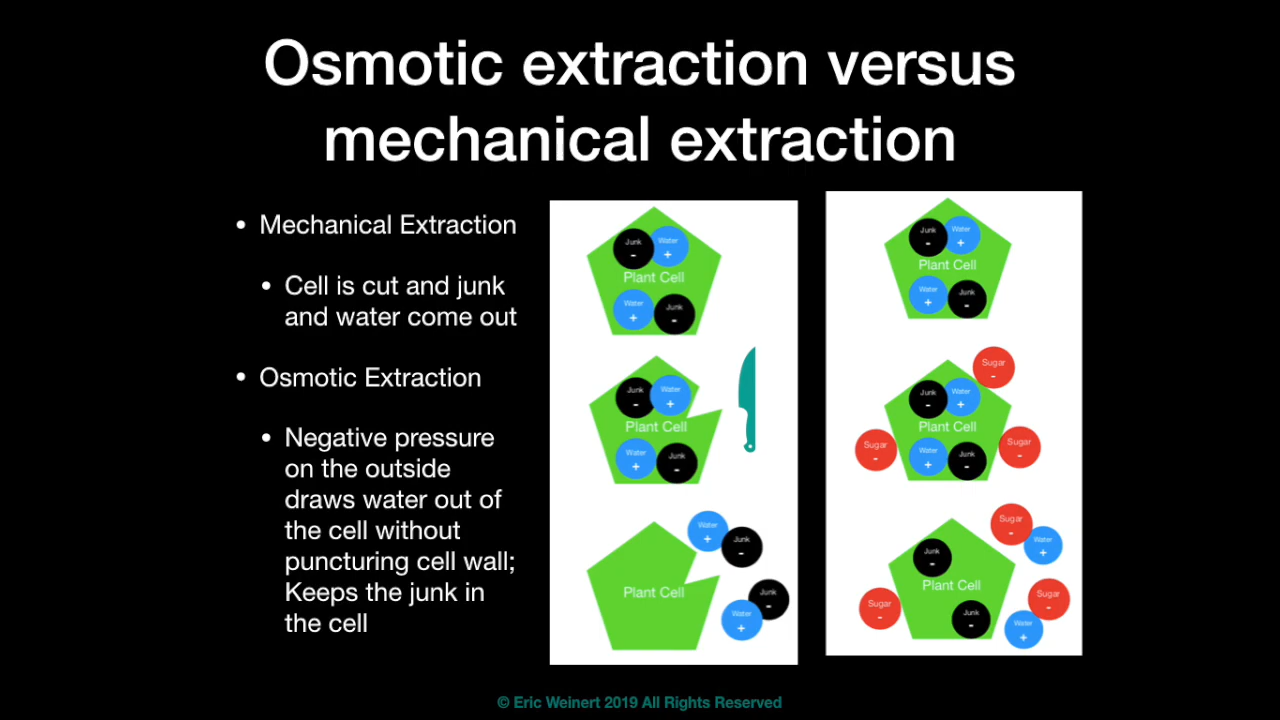 Osmotic extraction versus
mechanical extraction
• Mechanical Extraction
• Cell is cut and junk
and water come out
• Osmotic Extraction
• Negative pressure
on the outside
draws water out of
the cell without
puncturing cell wall;
Keeps the junk in
the cell
Junk
-
Water
+
Plant Cell
Water
+
Junk
-
Junk
-
Water
+
Plant Cell
Water
+
Junk
-
Water
+
Junk
-
Plant Cell
Junk
-
Water
+
Junk
-
Water
+
Plant Cell
Water
+
Junk
-
Sugar
-
Junk
-
Water
+
Plant Cell
Sugar
-
Sugar
-
Water
+
Junk
-
Sugar
-
Water
+
Junk
-
Plant Cell
Sugar
-
Sugar
-
Junk
-
Water
+
© Eric Weinert 2019 All Rights Reserved